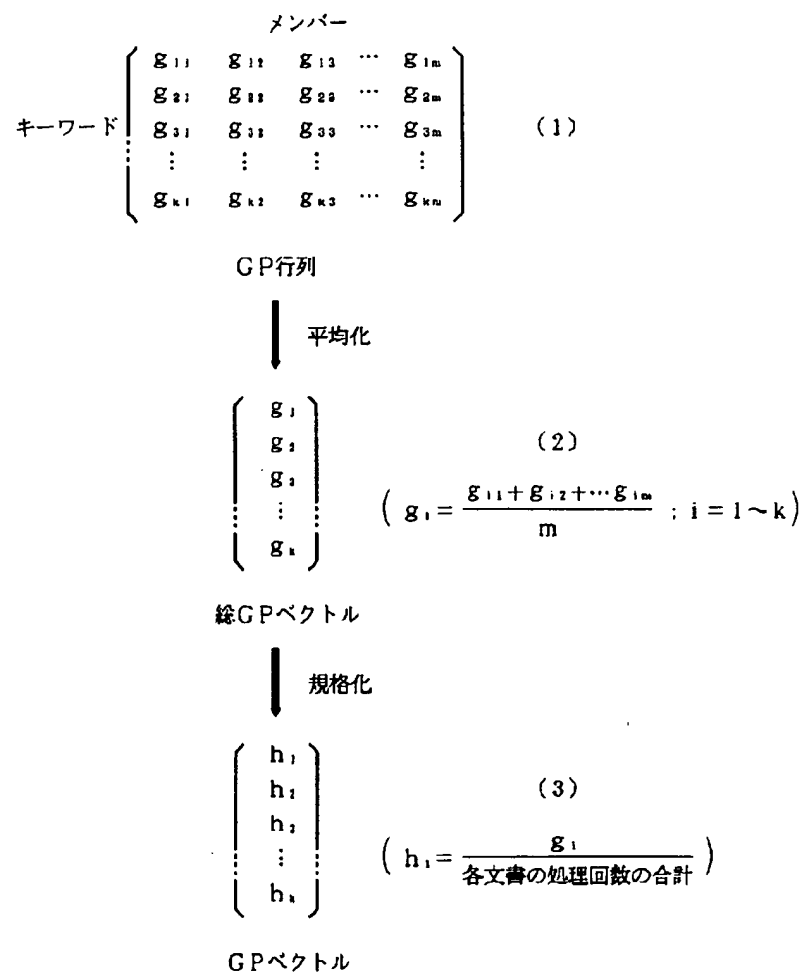 メンバー
g11 g12 g13 … g1m
g21 g22 g23 … g2m
キーワード g31 g32 g33 … g3m (1)
⋮ ⋮ ⋮ ⋮
gk1 gk2 gk3 … gkm
GP行列
平均化
g1
g2 (2)
g3
⋮ ( gi = gi1+gi2+…gim / m ; i=1~k )
gk
総GPベクトル
規格化
h1
h2 (3)
h3
⋮ ( hi = gi / 各文書の処理回数の合計 )
hk
GPベクトル